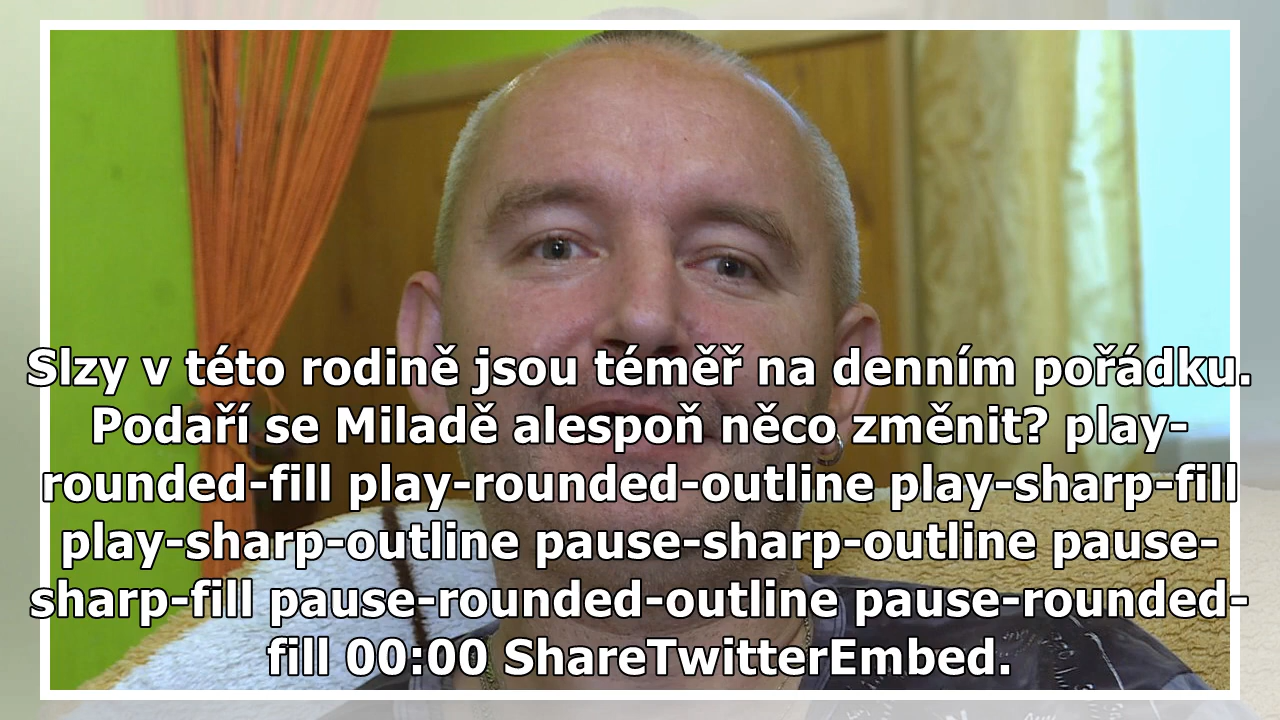 Slzy v této rodině jsou téměř na denním pořádku.
Podaří se Miladě alespoň něco změnit? play-
rounded-fill play-rounded-outline play-sharp-fill
play-sharp-outline pause-sharp-outline pause-
sharp-fill pause-rounded-outline pause-rounded-
fill 00:00 ShareTwitterEmbed.